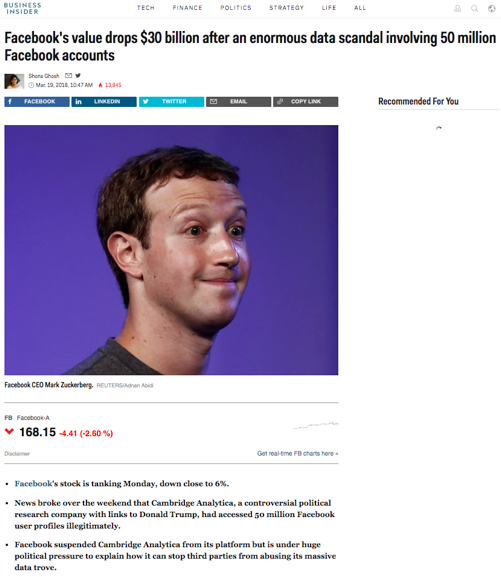 BUSINESS
INSIDER
TECH FINANCE POLITICS STRATEGY LIFE ALL
Facebook's value drops $30 billion after an enormous data scandal involving 50 million
Facebook accounts
Shona Ghosh
Mar. 19, 2018, 10:47 AM 13,845
FACEBOOK LINKEDIN TWITTER EMAIL COPY LINK
Recommended For You
Facebook CEO Mark Zuckerberg. REUTERS/Adnan Abidi
FB Facebook-A
168.15 -4.41 (-2.60 %)
Disclaimer Get real-time FB charts here »
• Facebook's stock is tanking Monday, down close to 6%.
• News broke over the weekend that Cambridge Analytica, a controversial political
research company with links to Donald Trump, had accessed 50 million Facebook
user profiles illegitimately.
• Facebook suspended Cambridge Analytica from its platform but is under huge
political pressure to explain how it can stop third parties from abusing its massive
data trove.